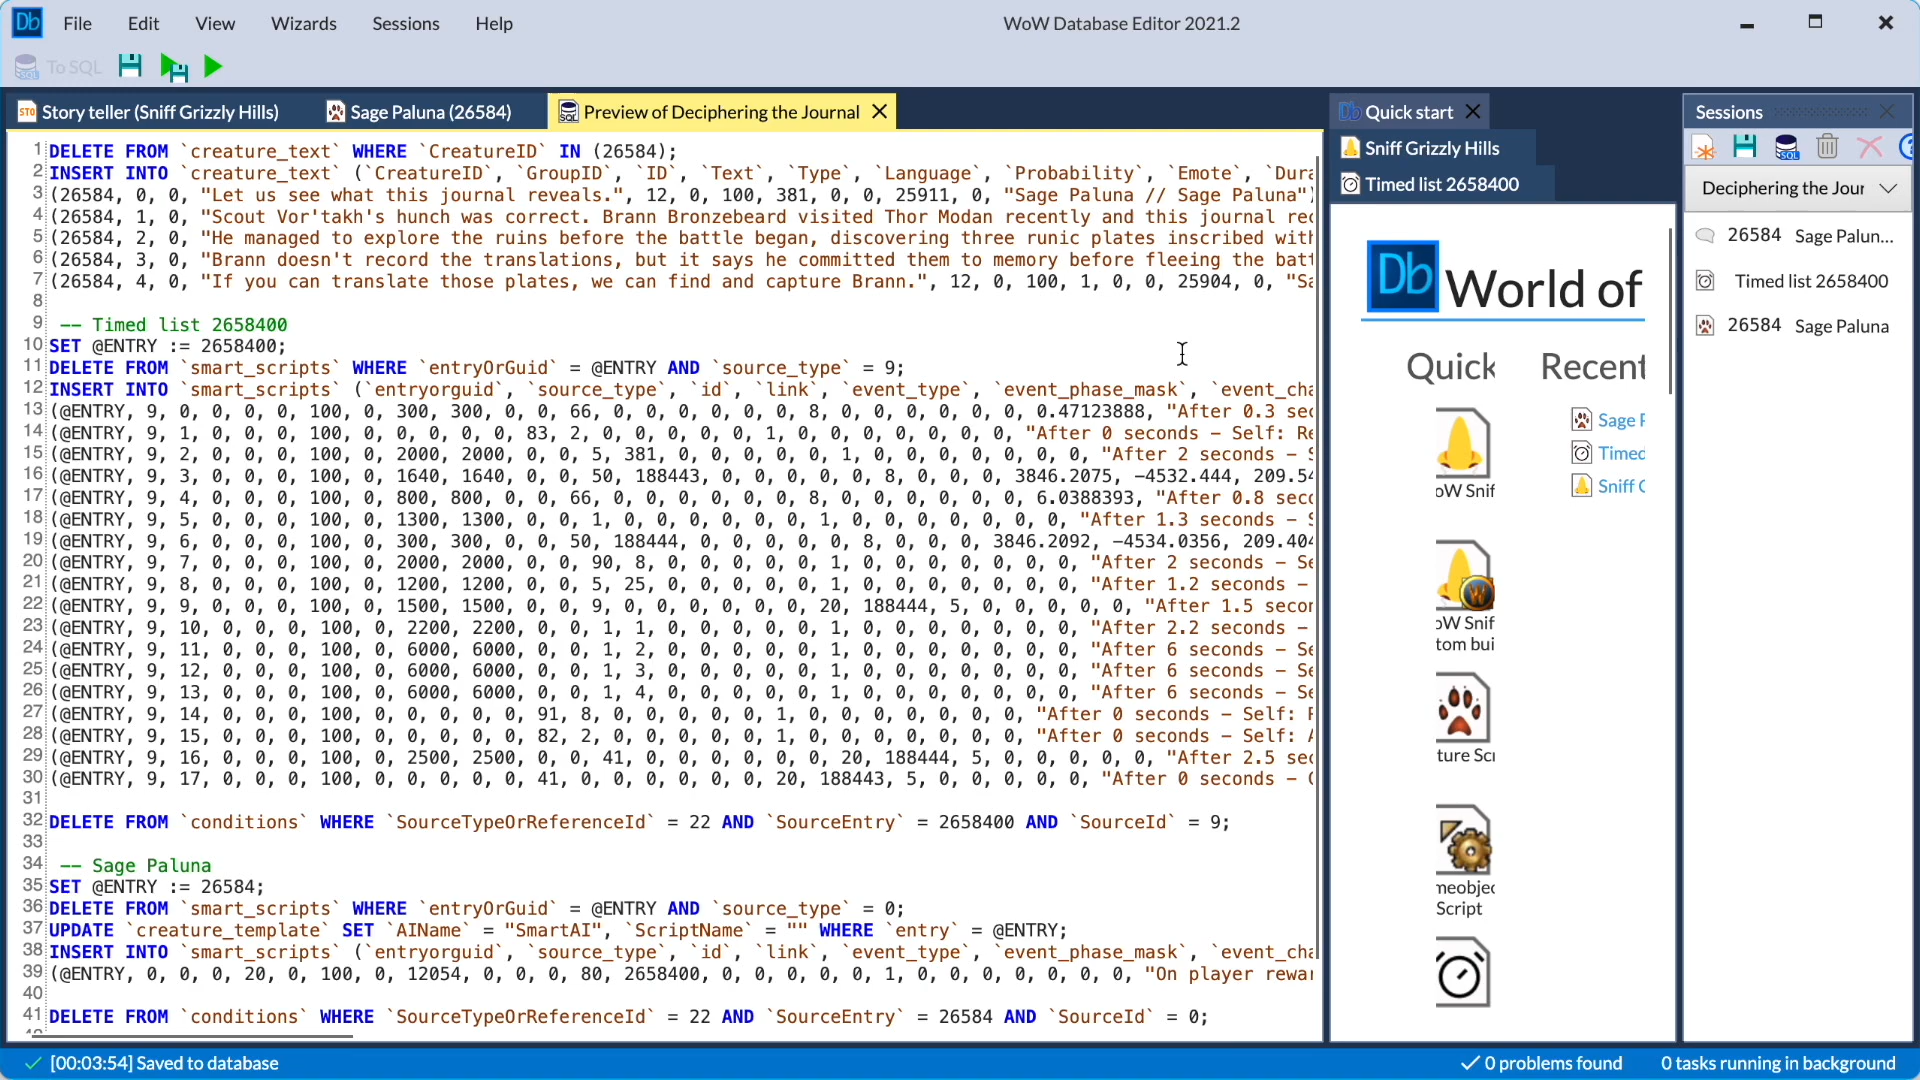 Db File Edit View Wizards Sessions Help
WoW Database Editor 2021.2
To SQL
Story teller (Sniff Grizzly Hills)
Sage Paluna (26584)
Preview of Deciphering the Journal
1 DELETE FROM `creature_text` WHERE `CreatureID` IN (26584);
2 INSERT INTO `creature_text` (`CreatureID`, `GroupID`, `ID`, `Text`, `Type`, `Language`, `Probability`, `Emote`, `Dura
3 (26584, 0, 0, "Let us see what this journal reveals.", 12, 0, 100, 381, 0, 0, 25911, 0, "Sage Paluna // Sage Paluna")
4 (26584, 1, 0, "Scout Vor'takh's hunch was correct. Brann Bronzebeard visited Thor Modan recently and this journal rec
5 (26584, 2, 0, "He managed to explore the ruins before the battle began, discovering three runic plates inscribed with
6 (26584, 3, 0, "Brann doesn't record the translations, but it says he committed them to memory before fleeing the batt
7 (26584, 4, 0, "If you can translate those plates, we can find and capture Brann.", 12, 0, 100, 1, 0, 0, 25904, 0, "Sa
8
9 -- Timed list 2658400
10 SET @ENTRY := 2658400;
11 DELETE FROM `smart_scripts` WHERE `entryOrGuid` = @ENTRY AND `source_type` = 9;
12 INSERT INTO `smart_scripts` (`entryorguid`, `source_type`, `id`, `link`, `event_type`, `event_phase_mask`, `event_cha
13 (@ENTRY, 9, 0, 0, 0, 0, 100, 0, 300, 300, 0, 0, 66, 0, 0, 0, 0, 0, 0, 8, 0, 0, 0, 0, 0, 0, 0.47123888, "After 0.3 sec
14 (@ENTRY, 9, 1, 0, 0, 0, 100, 0, 0, 0, 0, 0, 83, 2, 0, 0, 0, 0, 0, 1, 0, 0, 0, 0, 0, 0, 0, "After 0 seconds - Self: Re
15 (@ENTRY, 9, 2, 0, 0, 0, 100, 0, 2000, 2000, 0, 0, 5, 381, 0, 0, 0, 0, 0, 1, 0, 0, 0, 0, 0, 0, 0, "After 2 seconds - S
16 (@ENTRY, 9, 3, 0, 0, 0, 100, 0, 1640, 1640, 0, 0, 50, 188443, 0, 0, 0, 0, 0, 8, 0, 0, 0, 3846.2075, -4532.444, 209.54
17 (@ENTRY, 9, 4, 0, 0, 0, 100, 0, 800, 800, 0, 0, 66, 0, 0, 0, 0, 0, 0, 8, 0, 0, 0, 0, 0, 0, 6.0388393, "After 0.8 seco
18 (@ENTRY, 9, 5, 0, 0, 0, 100, 0, 1300, 1300, 0, 0, 1, 0, 0, 0, 0, 0, 0, 1, 0, 0, 0, 0, 0, 0, 0, "After 1.3 seconds - S
19 (@ENTRY, 9, 6, 0, 0, 0, 100, 0, 300, 300, 0, 0, 50, 188444, 0, 0, 0, 0, 0, 8, 0, 0, 0, 3846.2092, -4534.0356, 209.404
20 (@ENTRY, 9, 7, 0, 0, 0, 100, 0, 2000, 2000, 0, 0, 90, 8, 0, 0, 0, 0, 0, 1, 0, 0, 0, 0, 0, 0, 0, "After 2 seconds - Se
21 (@ENTRY, 9, 8, 0, 0, 0, 100, 0, 1200, 1200, 0, 0, 5, 25, 0, 0, 0, 0, 0, 1, 0, 0, 0, 0, 0, 0, 0, "After 1.2 seconds -
22 (@ENTRY, 9, 9, 0, 0, 0, 100, 0, 1500, 1500, 0, 0, 9, 0, 0, 0, 0, 0, 0, 20, 188444, 5, 0, 0, 0, 0, 0, "After 1.5 secon
23 (@ENTRY, 9, 10, 0, 0, 0, 100, 0, 2200, 2200, 0, 0, 1, 1, 0, 0, 0, 0, 0, 1, 0, 0, 0, 0, 0, 0, 0, "After 2.2 seconds -
24 (@ENTRY, 9, 11, 0, 0, 0, 100, 0, 6000, 6000, 0, 0, 1, 2, 0, 0, 0, 0, 0, 1, 0, 0, 0, 0, 0, 0, 0, "After 6 seconds - Se
25 (@ENTRY, 9, 12, 0, 0, 0, 100, 0, 6000, 6000, 0, 0, 1, 3, 0, 0, 0, 0, 0, 1, 0, 0, 0, 0, 0, 0, 0, "After 6 seconds - Se
26 (@ENTRY, 9, 13, 0, 0, 0, 100, 0, 6000, 6000, 0, 0, 1, 4, 0, 0, 0, 0, 0, 1, 0, 0, 0, 0, 0, 0, 0, "After 6 seconds - Se
27 (@ENTRY, 9, 14, 0, 0, 0, 100, 0, 0, 0, 0, 0, 91, 8, 0, 0, 0, 0, 0, 1, 0, 0, 0, 0, 0, 0, 0, "After 0 seconds - Self: R
28 (@ENTRY, 9, 15, 0, 0, 0, 100, 0, 0, 0, 0, 0, 82, 2, 0, 0, 0, 0, 0, 1, 0, 0, 0, 0, 0, 0, 0, "After 0 seconds - Self: A
29 (@ENTRY, 9, 16, 0, 0, 0, 100, 0, 2500, 2500, 0, 0, 41, 0, 0, 0, 0, 0, 0, 20, 188444, 5, 0, 0, 0, 0, 0, "After 2.5 sec
30 (@ENTRY, 9, 17, 0, 0, 0, 100, 0, 0, 0, 0, 0, 41, 0, 0, 0, 0, 0, 0, 20, 188443, 5, 0, 0, 0, 0, 0, "After 0 seconds - C
31
32 DELETE FROM `conditions` WHERE `SourceTypeOrReferenceId` = 22 AND `SourceEntry` = 2658400 AND `SourceId` = 9;
33
34 -- Sage Paluna
35 SET @ENTRY := 26584;
36 DELETE FROM `smart_scripts` WHERE `entryOrGuid` = @ENTRY AND `source_type` = 0;
37 UPDATE `creature_template` SET `AIName` = "SmartAI", `ScriptName` = "" WHERE `entry` = @ENTRY;
38 INSERT INTO `smart_scripts` (`entryorguid`, `source_type`, `id`, `link`, `event_type`, `event_phase_mask`, `event_cha
39 (@ENTRY, 0, 0, 0, 20, 0, 100, 0, 12054, 0, 0, 0, 80, 2658400, 0, 0, 0, 0, 0, 1, 0, 0, 0, 0, 0, 0, 0, "On player rewar
40
41 DELETE FROM `conditions` WHERE `SourceTypeOrReferenceId` = 22 AND `SourceEntry` = 26584 AND `SourceId` = 0;
Db Quick start
Sniff Grizzly Hills
Timed list 2658400
Db World of
Quick
Recent
oW Snif
oW Snif
tom bui
ture Scr
neobjec
Script
Sage P
Timed
Sniff G
Sessions
SQL
Deciphering the Jour
26584 Sage Palun...
Timed list 2658400
26584 Sage Paluna
[00:03:54] Saved to database
0 problems found
0 tasks running in background